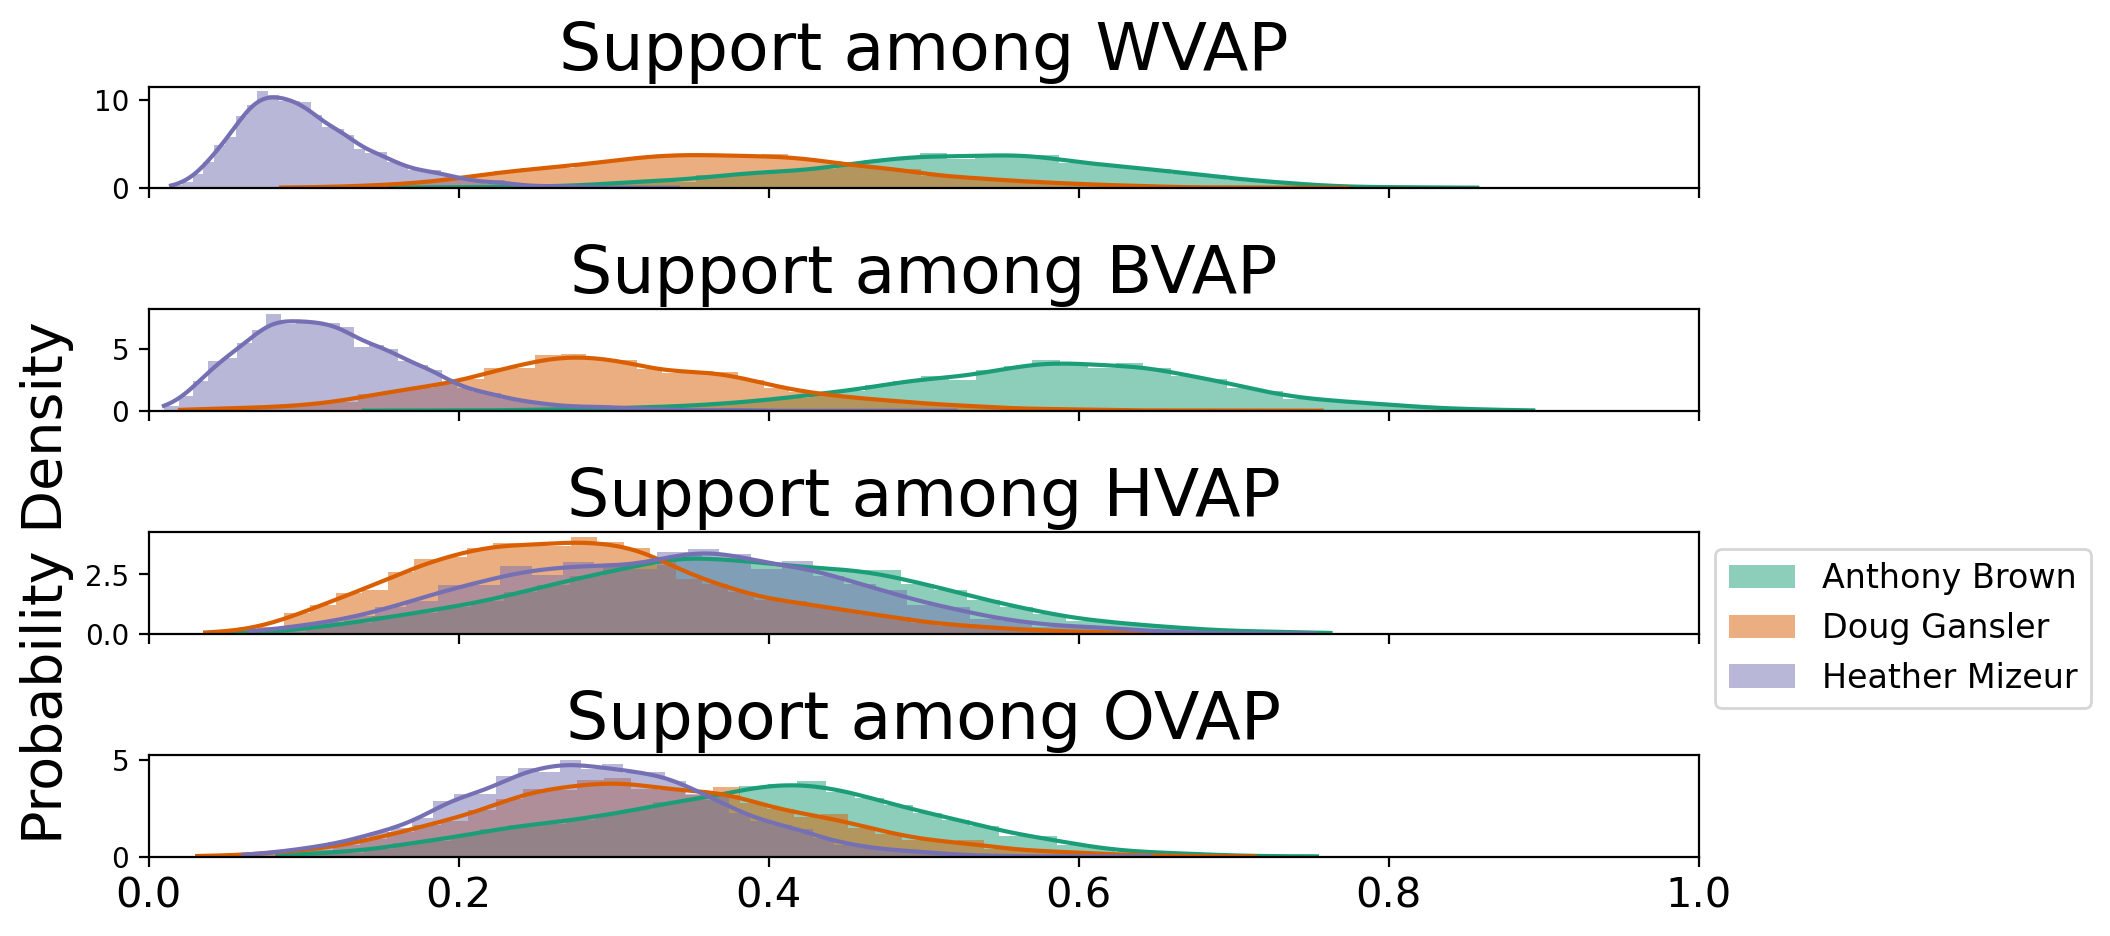 Support among WVAP
10
0
Support among BVAP
5
0
Probability Density
Support among HVAP
2.5
0.0
Anthony Brown
Doug Gansler
Heather Mizeur
Support among OVAP
5
0
0.0 0.2 0.4 0.6 0.8 1.0